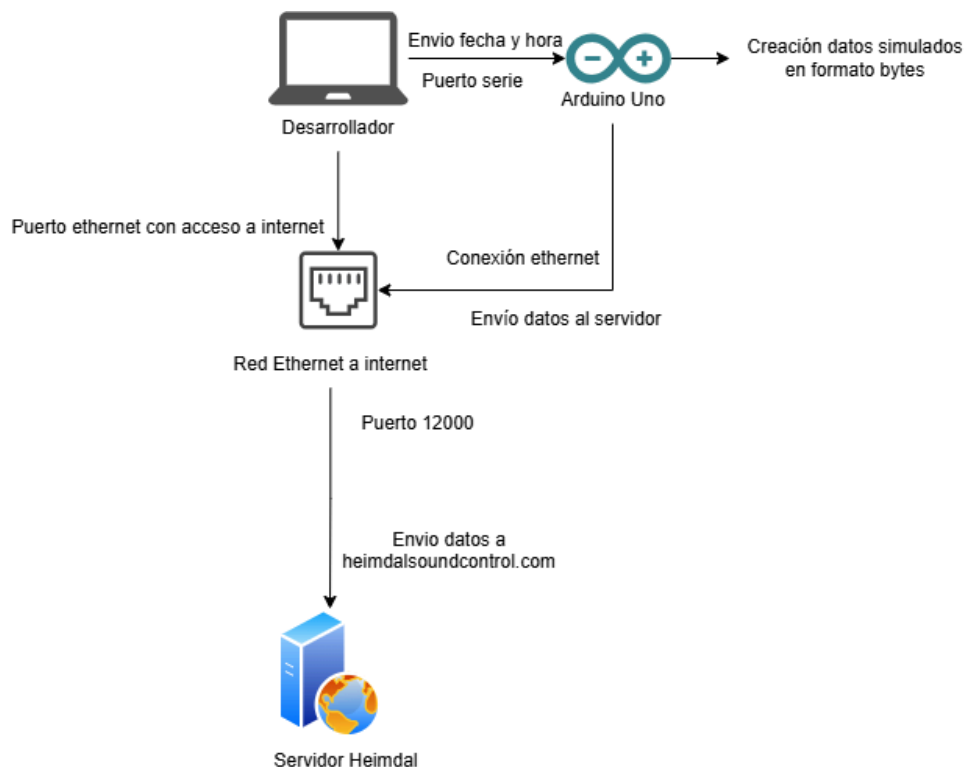 Envio fecha y hora
Puerto serie
Creación datos simulados
en formato bytes
Arduino Uno
Desarrollador
Puerto ethernet con acceso a internet
Conexión ethernet
Envío datos al servidor
Red Ethernet a internet
Puerto 12000
Envio datos a
heimdalsoundcontrol.com
Servidor Heimdal